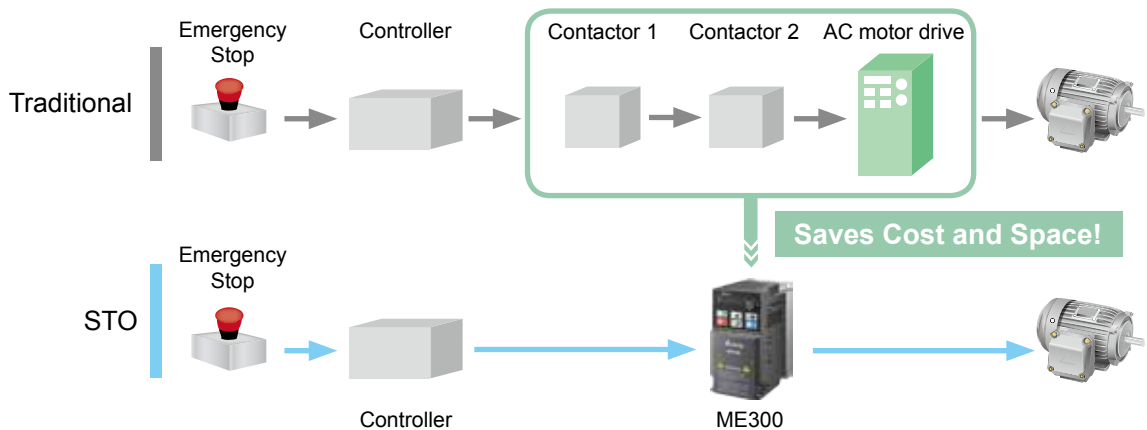 Emergency
Stop
Controller
Contactor 1
Contactor 2
AC motor drive
Traditional
Saves Cost and Space!
Emergency
Stop
STO
Controller
ME300